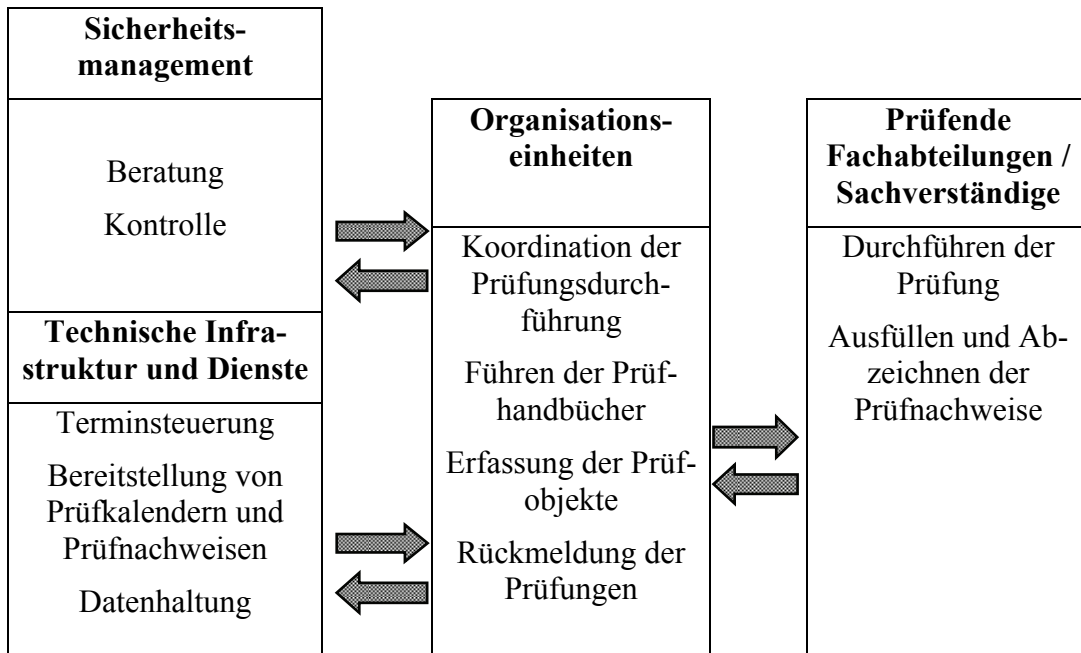 Sicherheits-
management
Beratung
Kontrolle
Technische Infra-
struktur und Dienste
Terminsteuerung
Bereitstellung von
Prüfkalendern und
Prüfnachweisen
Datenhaltung
Organisations-
einheiten
Koordination der
Prüfungsdurch-
führung
Führen der Prüf-
handbücher
Erfassung der Prüf-
objekte
Rückmeldung der
Prüfungen
Prüfende
Fachabteilungen /
Sachverständige
Durchführen der
Prüfung
Ausfüllen und Ab-
zeichnen der
Prüfnachweise